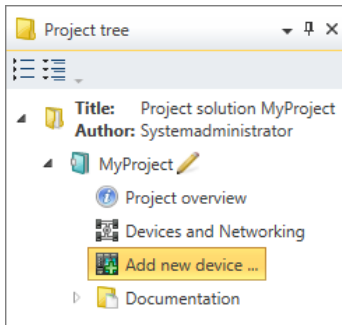 Project tree
Title: Project solution MyProject
Author: Systemadministrator
MyProject
Project overview
Devices and Networking
Add new device ...
Documentation